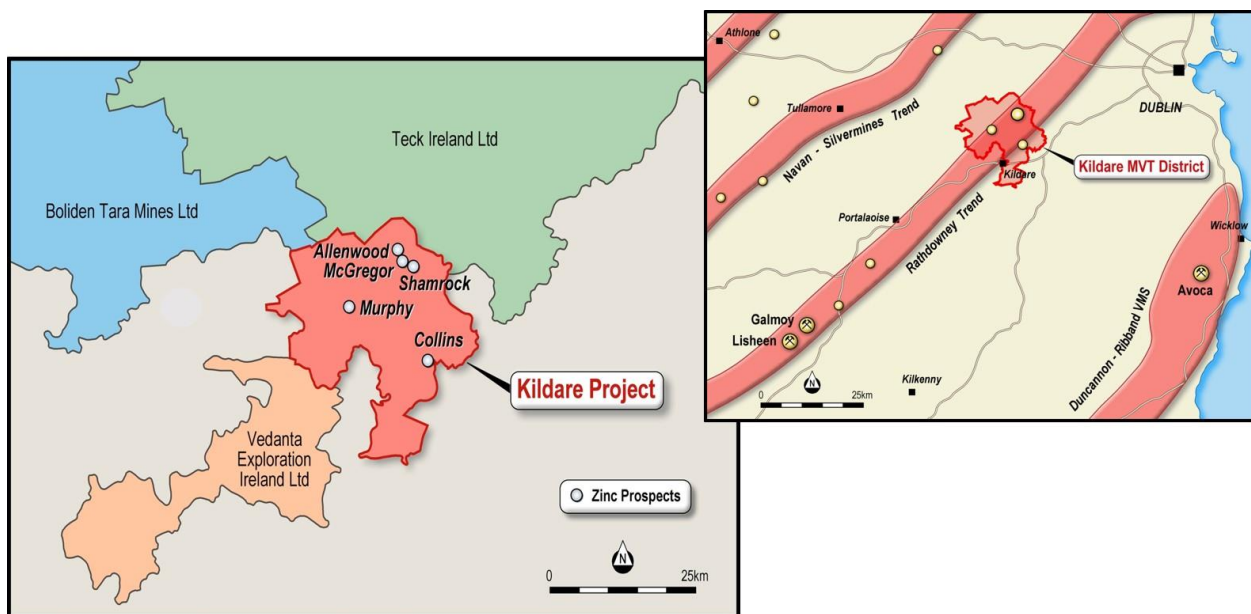 Teck Ireland Ltd
Boliden Tara Mines Ltd
Allenwood
McGregor
Shamrock
Murphy
Collins
Kildare Project
Vedanta
Exploration
Ireland Ltd
Zinc Prospects
N
0 25km
Athlone
Tullamore
DUBLIN
Navan - Silvermines Trend
Kildare
Kildare MVT District
Portalaoise
Rathdowney Trend
Wicklow
Avoca
Galmoy
Lisheen
Duncannon - Ribband VMS
Kilkenny
N
0 25km